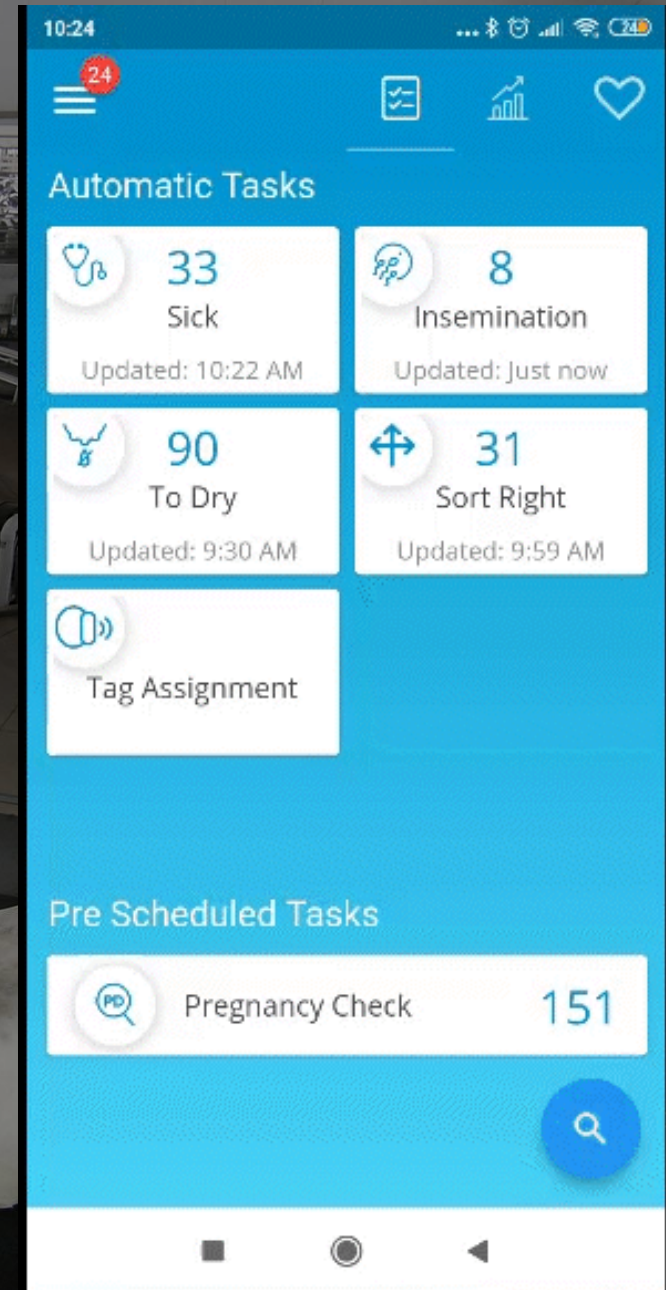 10:24
24
24
Automatic Tasks
33
Sick
Updated: 10:22 AM
8
Insemination
Updated: Just now
90
To Dry
Updated: 9:30 AM
31
Sort Right
Updated: 9:59 AM
Tag Assignment
Pre Scheduled Tasks
PD
Pregnancy Check
151